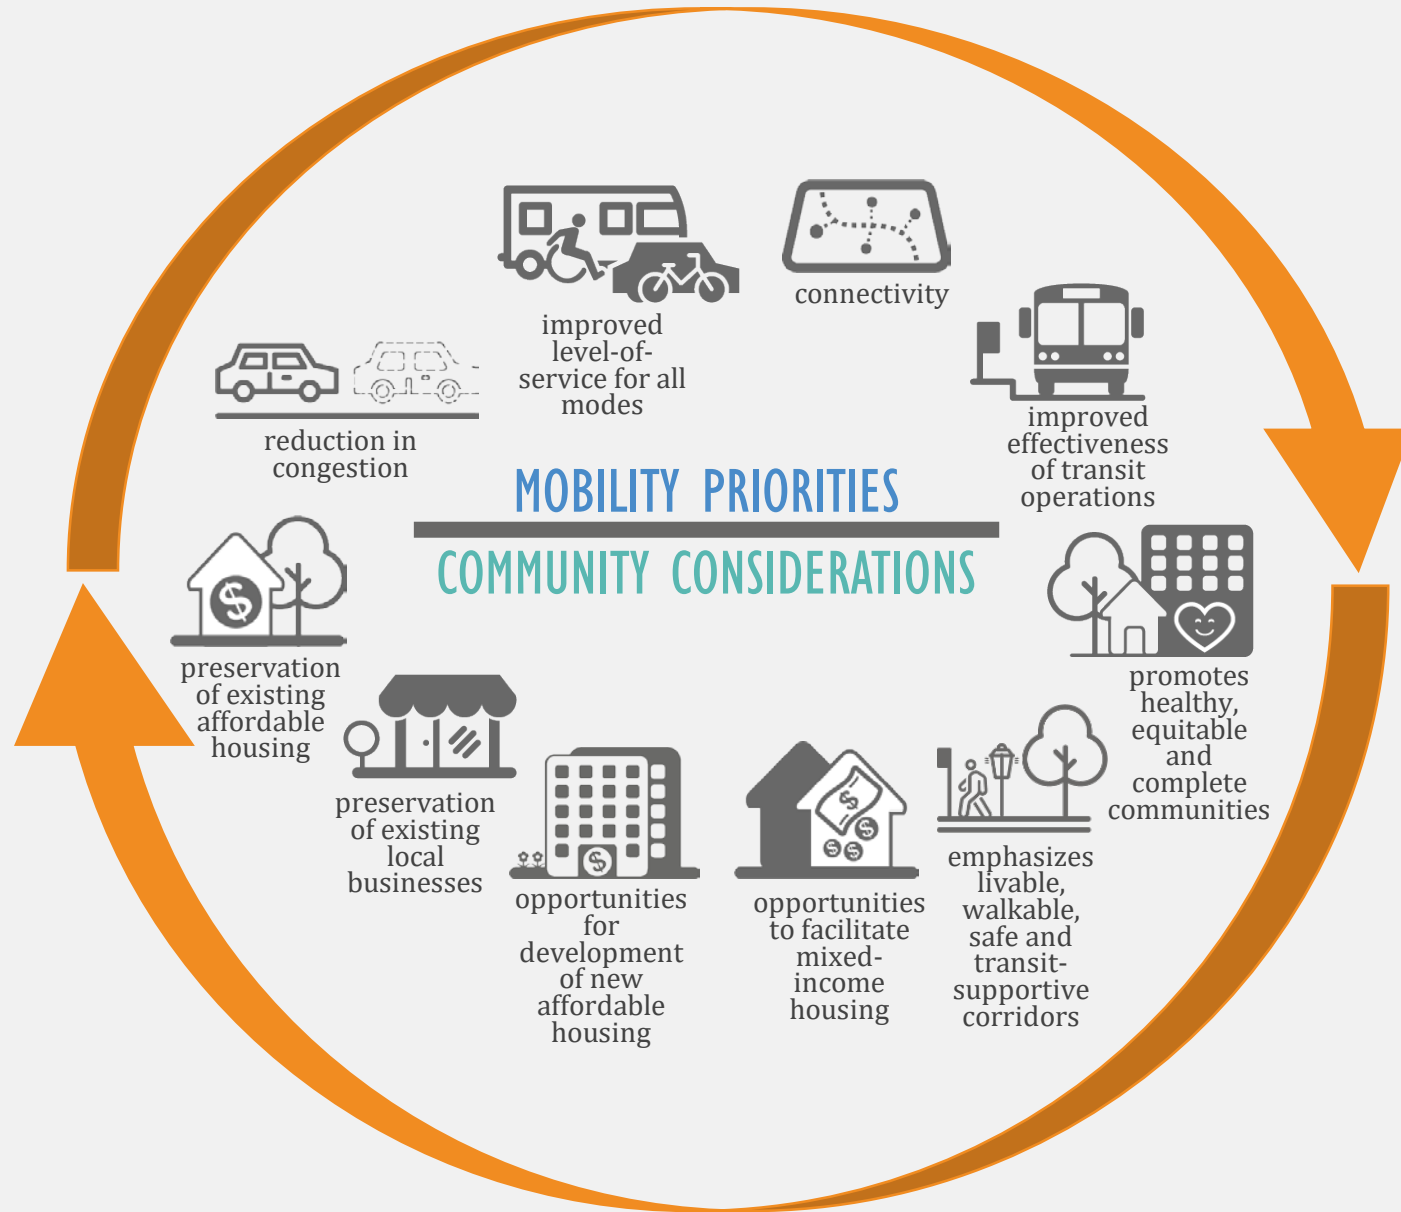 connectivity
improved
level-of-
service for all
modes
improved
effectiveness
of transit
operations
reduction in
congestion
MOBILITY PRIORITIES
COMMUNITY CONSIDERATIONS
preservation
of existing
affordable
housing
preservation
of existing
local
businesses
opportunities
for
development
of new
affordable
housing
opportunities
to facilitate
mixed-
income
housing
emphasizes
livable,
walkable,
safe and
transit-
supportive
corridors
promotes
healthy,
equitable
and
complete
communities
$
$
$
$
$